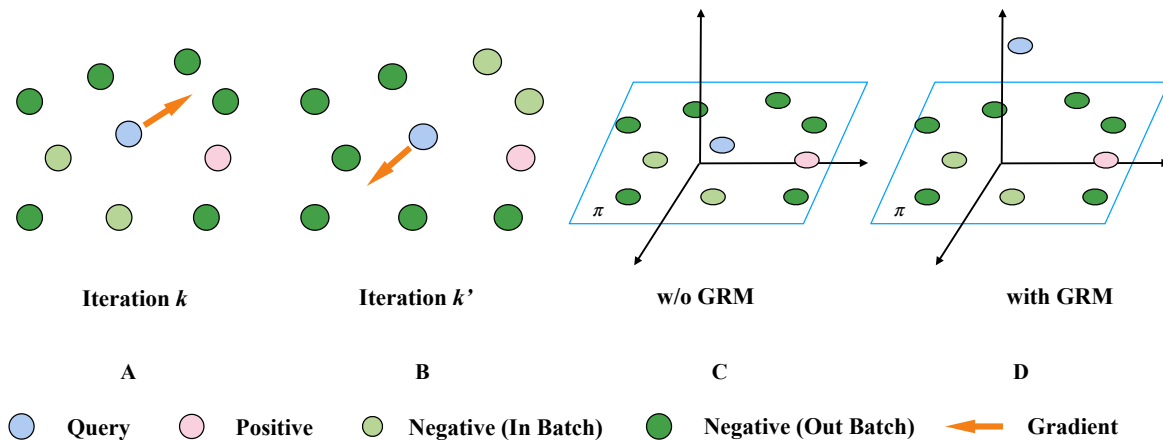 π
π
Iteration k
Iteration k’
w/o GRM
with GRM
A
B
C
D
Query
Positive
Negative (In Batch)
Negative (Out Batch)
Gradient